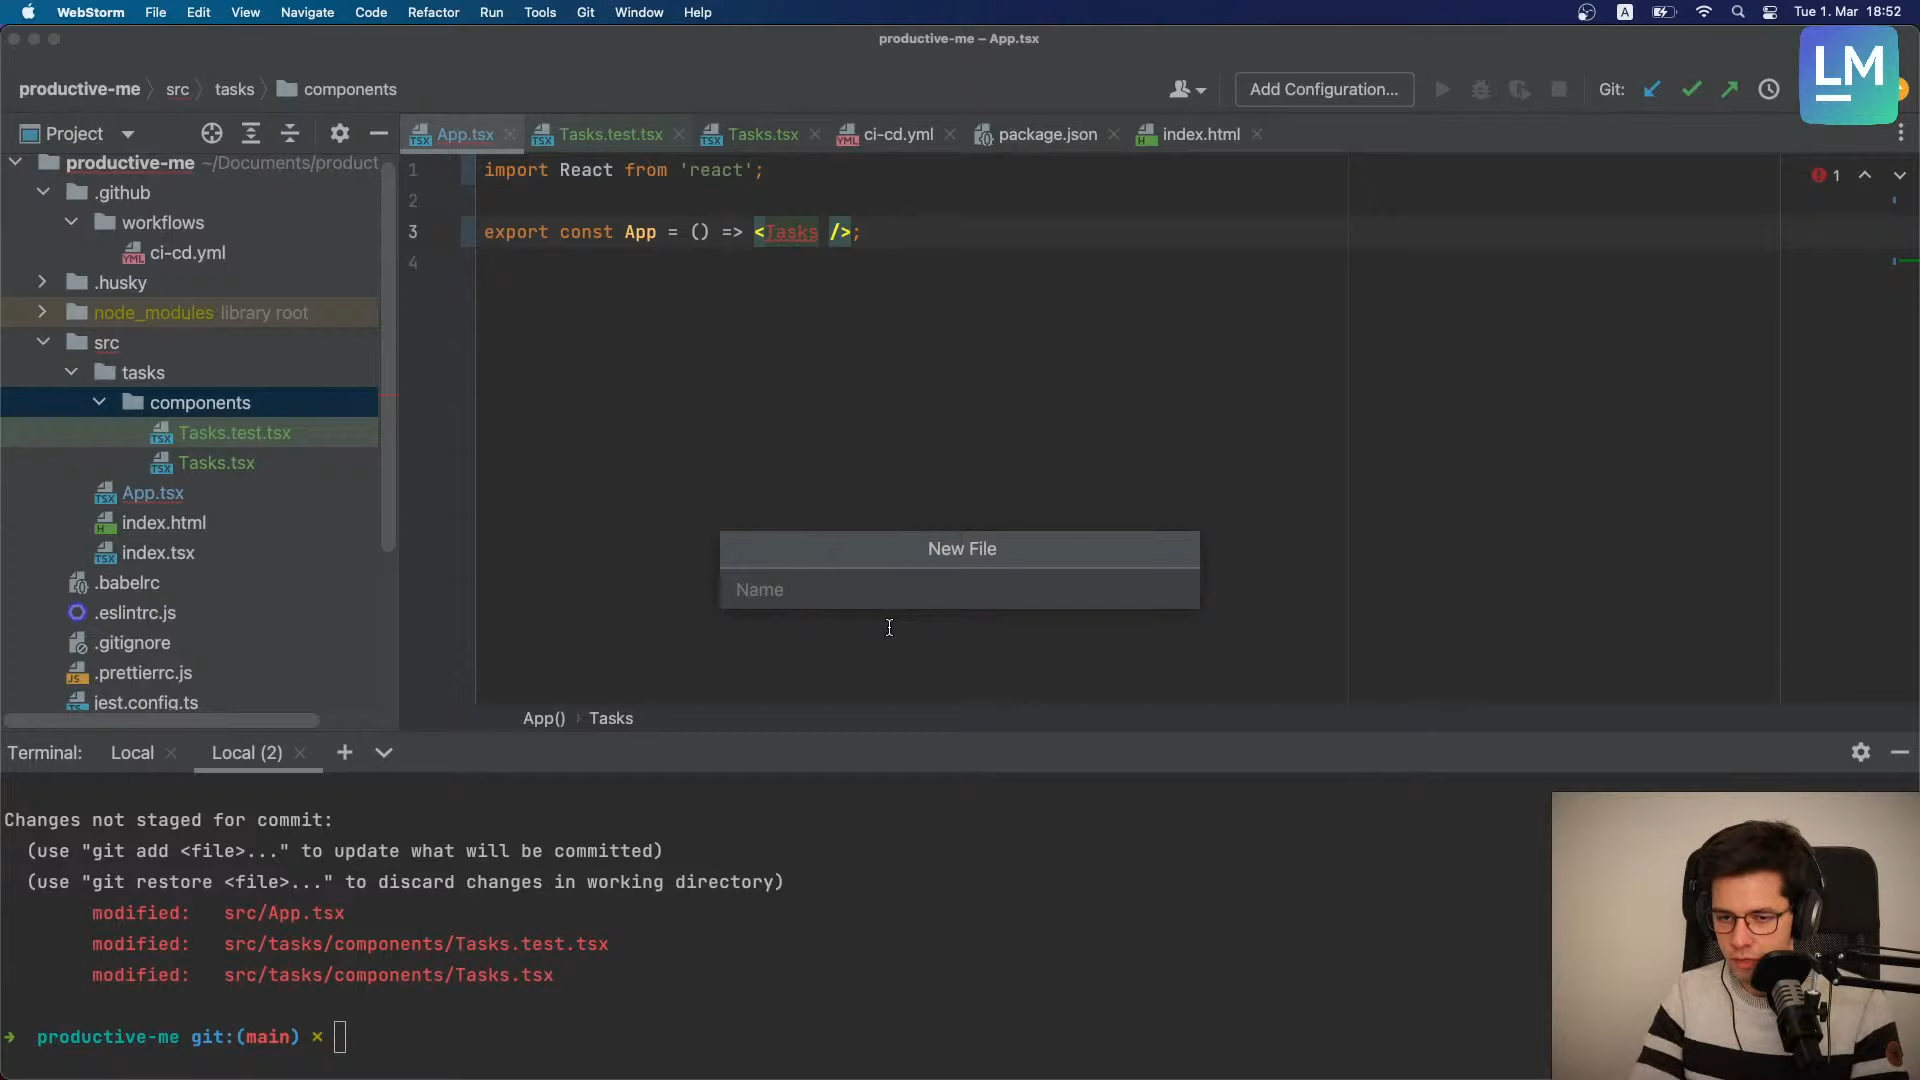 WebStorm File Edit View Navigate Code Refactor Run Tools Git Window Help
A Tue 1. Mar 18:52
productive-me – App.tsx
LM
productive-me src tasks components
Add Configuration...
Git:
Project
App.tsx Tasks.test.tsx Tasks.tsx ci-cd.yml package.json index.html
productive-me ~/Documents/product
.github
workflows
ci-cd.yml
.husky
node_modules library root
src
tasks
components
Tasks.test.tsx
Tasks.tsx
App.tsx
index.html
index.tsx
.babelrc
.eslintrc.js
.gitignore
.prettierrc.js
jest.config.ts
1 import React from 'react';
2
3 export const App = () => <Tasks />;
4
1
New File
Name
App() › Tasks
Terminal: Local Local (2)
Changes not staged for commit:
(use "git add <file>..." to update what will be committed)
(use "git restore <file>..." to discard changes in working directory)
modified: src/App.tsx
modified: src/tasks/components/Tasks.test.tsx
modified: src/tasks/components/Tasks.tsx
→ productive-me git:(main) ×